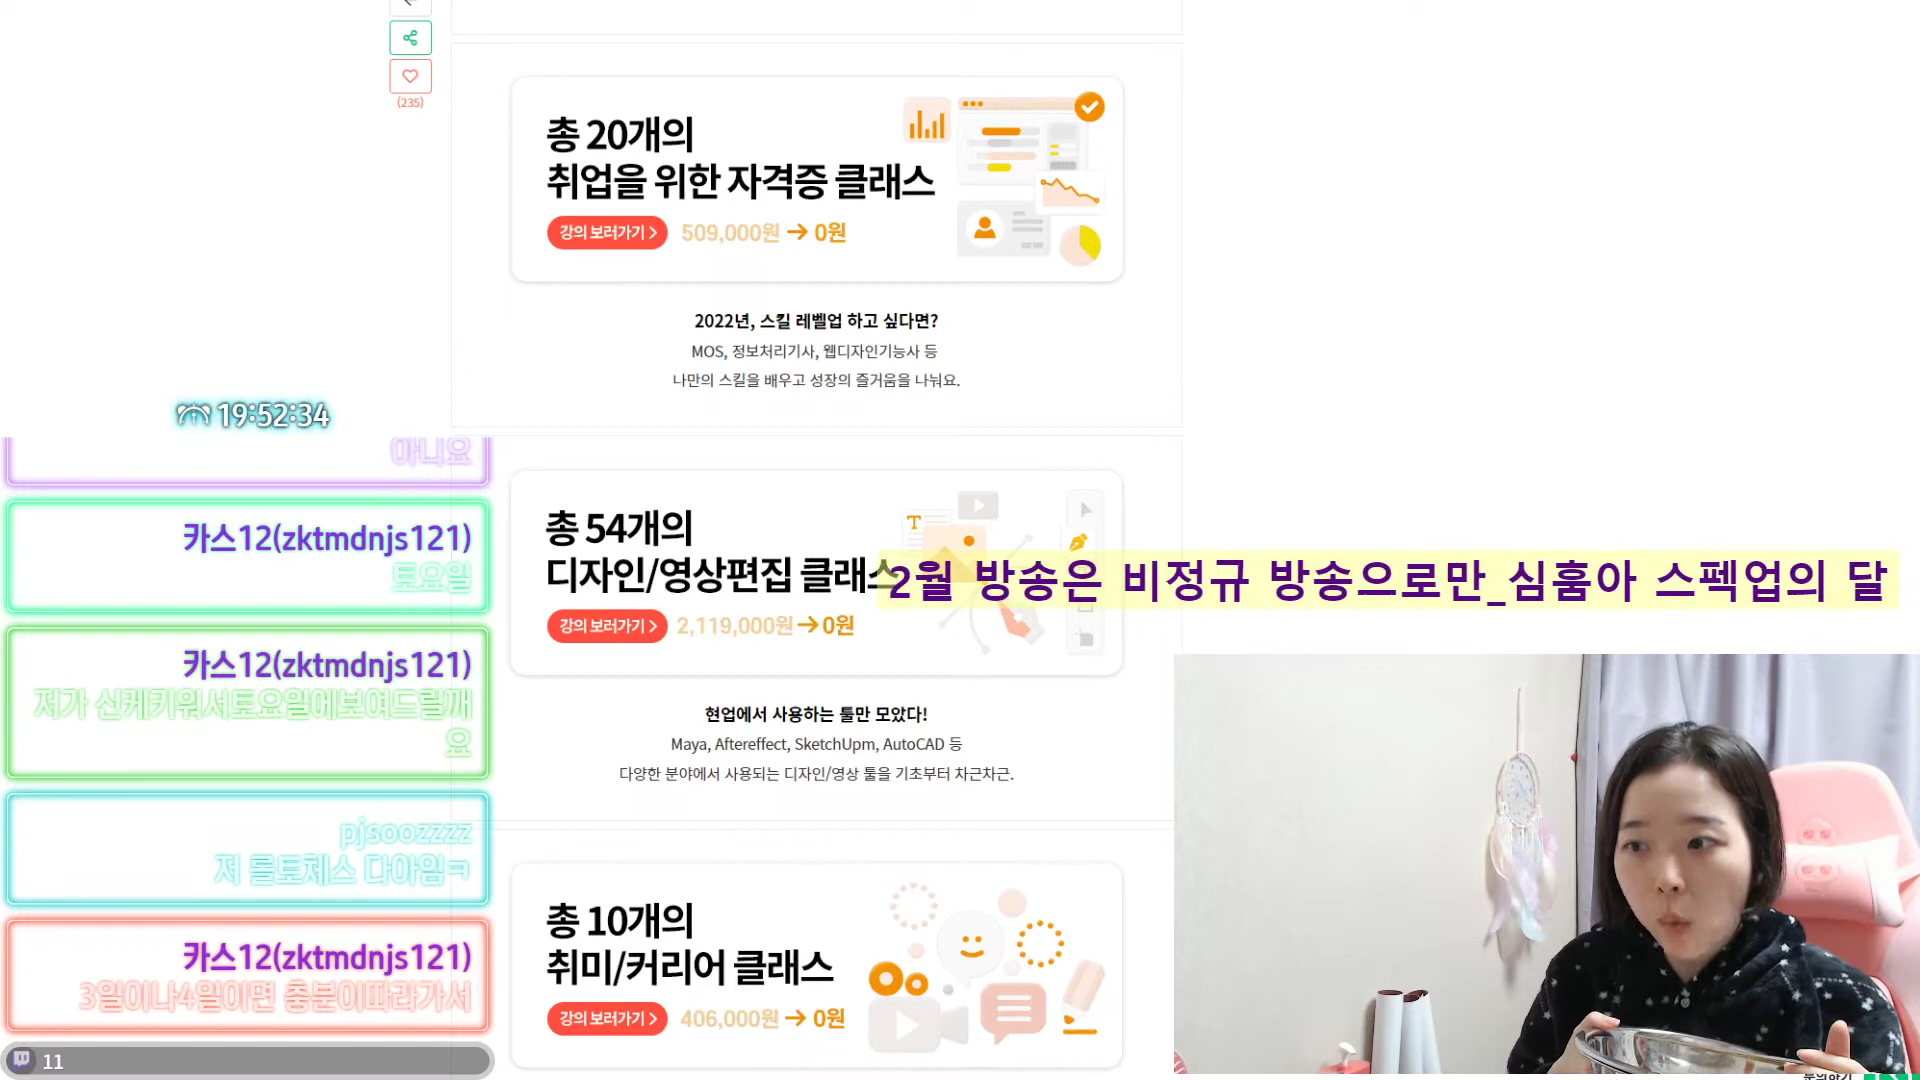 (235)
총 20개의
취업을 위한 자격증 클래스
강의 보러가기 >
509,000원 → 0원
2022년, 스킬 레벨업 하고 싶다면?
MOS, 정보처리기사, 웹디자인기능사 등
나만의 스킬을 배우고 성장의 즐거움을 나눠요.
19:52:34
아니요
카스12(zktmdnjs121)
토요일
카스12(zktmdnjs121)
저가 신케키워서토요일에보여드릴깨
요
pjsoozzzz
저 롤토체스 다아임ㅋ
카스12(zktmdnjs121)
3일이나4일이면 충분이따라가서
11
총 54개의
디자인/영상편집 클래스
강의 보러가기 >
2,119,000원 → 0원
T
2월 방송은 비정규 방송으로만_심훔아 스펙업의 달
현업에서 사용하는 툴만 모았다!
Maya, Aftereffect, SketchUpm, AutoCAD 등
다양한 분야에서 사용되는 디자인/영상 툴을 기초부터 차근차근.
총 10개의
취미/커리어 클래스
강의 보러가기 >
406,000원 → 0원